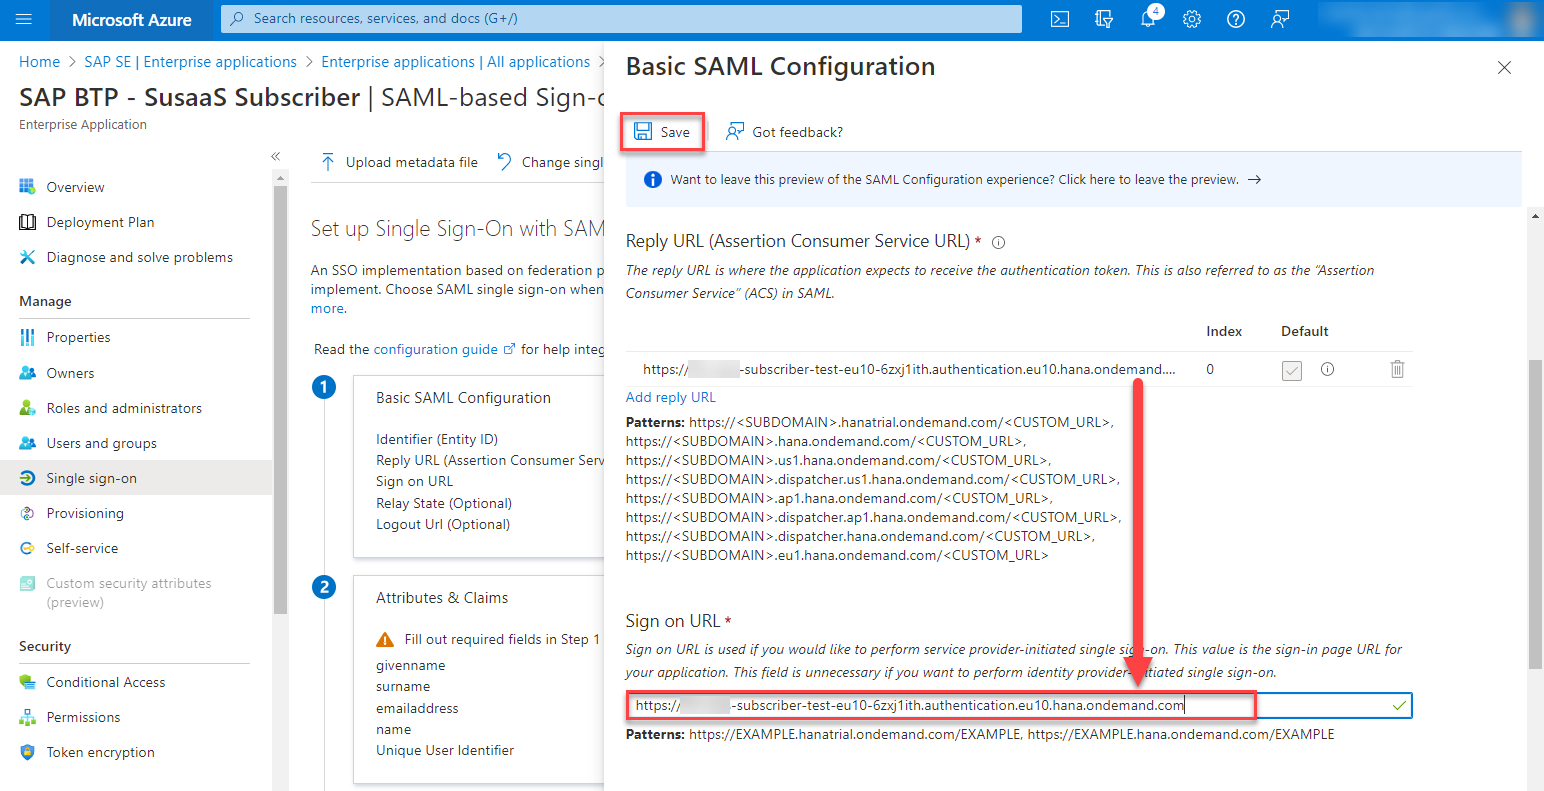 Microsoft Azure
Search resources, services, and docs (G+/)
4
Home > SAP SE | Enterprise applications > Enterprise applications | All applications >
SAP BTP - SusaaS Subscriber | SAML-based Sign-o
Enterprise Application
«
Overview
Deployment Plan
Diagnose and solve problems
Manage
Properties
Owners
Roles and administrators
Users and groups
Single sign-on
Provisioning
Self-service
Custom security attributes
(preview)
Security
Conditional Access
Permissions
Token encryption
Upload metadata file
Change singl
Set up Single Sign-On with SAM
An SSO implementation based on federation p
implement. Choose SAML single sign-on when
more.
Read the configuration guide for help integ
1
Basic SAML Configuration
Identifier (Entity ID)
Reply URL (Assertion Consumer Serv
Sign on URL
Relay State (Optional)
Logout Url (Optional)
2
Attributes & Claims
Fill out required fields in Step 1
givenname
surname
emailaddress
name
Unique User Identifier
Basic SAML Configuration
Save
Got feedback?
Want to leave this preview of the SAML Configuration experience? Click here to leave the preview. →
Reply URL (Assertion Consumer Service URL) *
The reply URL is where the application expects to receive the authentication token. This is also referred to as the "Assertion
Consumer Service" (ACS) in SAML.
Index Default
https:// -subscriber-test-eu10-6zxj1ith.authentication.eu10.hana.ondemand.... 0
Add reply URL
Patterns: https://<SUBDOMAIN>.hanatrial.ondemand.com/<CUSTOM_URL>,
https://<SUBDOMAIN>.hana.ondemand.com/<CUSTOM_URL>,
https://<SUBDOMAIN>.us1.hana.ondemand.com/<CUSTOM_URL>,
https://<SUBDOMAIN>.dispatcher.us1.hana.ondemand.com/<CUSTOM_URL>,
https://<SUBDOMAIN>.ap1.hana.ondemand.com/<CUSTOM_URL>,
https://<SUBDOMAIN>.dispatcher.ap1.hana.ondemand.com/<CUSTOM_URL>,
https://<SUBDOMAIN>.dispatcher.hana.ondemand.com/<CUSTOM_URL>,
https://<SUBDOMAIN>.eu1.hana.ondemand.com/<CUSTOM_URL>
Sign on URL *
Sign on URL is used if you would like to perform service provider-initiated single sign-on. This value is the sign-in page URL for
your application. This field is unnecessary if you want to perform identity provider-initiated single sign-on.
https:// -subscriber-test-eu10-6zxj1ith.authentication.eu10.hana.ondemand.com
Patterns: https://EXAMPLE.hanatrial.ondemand.com/EXAMPLE, https://EXAMPLE.hana.ondemand.com/EXAMPLE